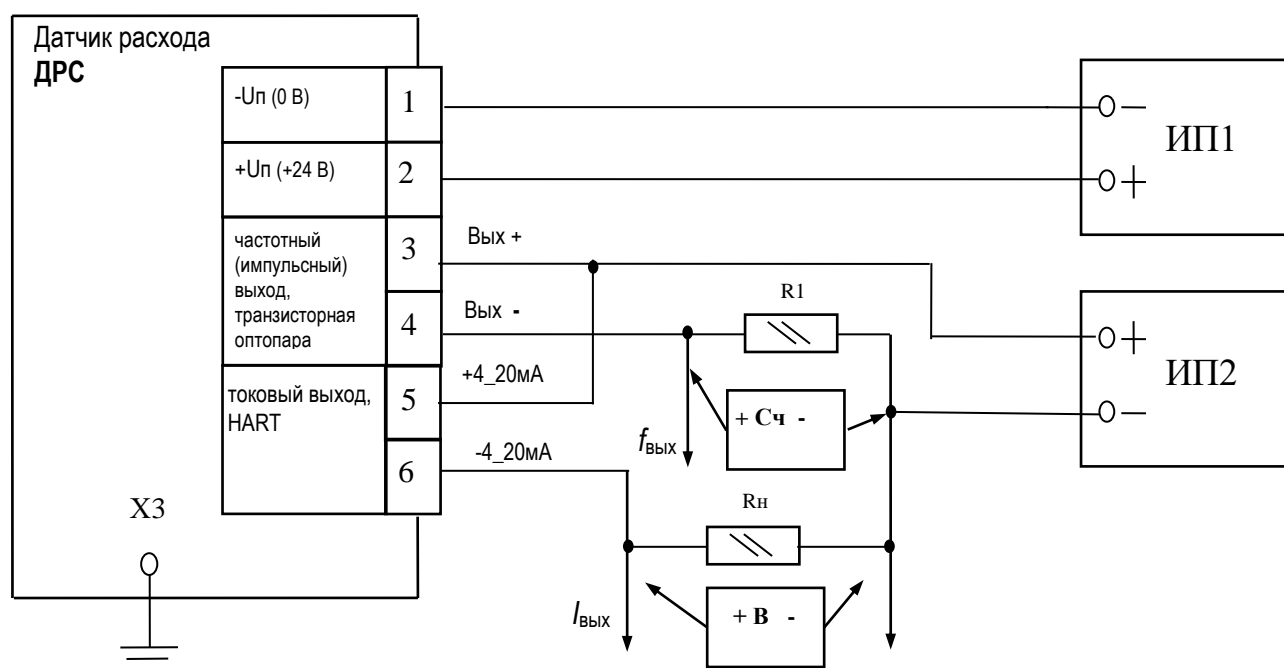 Датчик расхода
ДРС
-Uп (0 В)
1
+Uп (+24 В)
2
частотный
(импульсный)
выход,
транзисторная
оптопара
3
4
токовый выход,
HART
5
6
Х3
Вых +
Вых -
+4_20мА
-4_20мА
R1
+ Сч -
fвых
Rн
+ В -
Iвых
ИП1
− 
+
ИП2
+
−